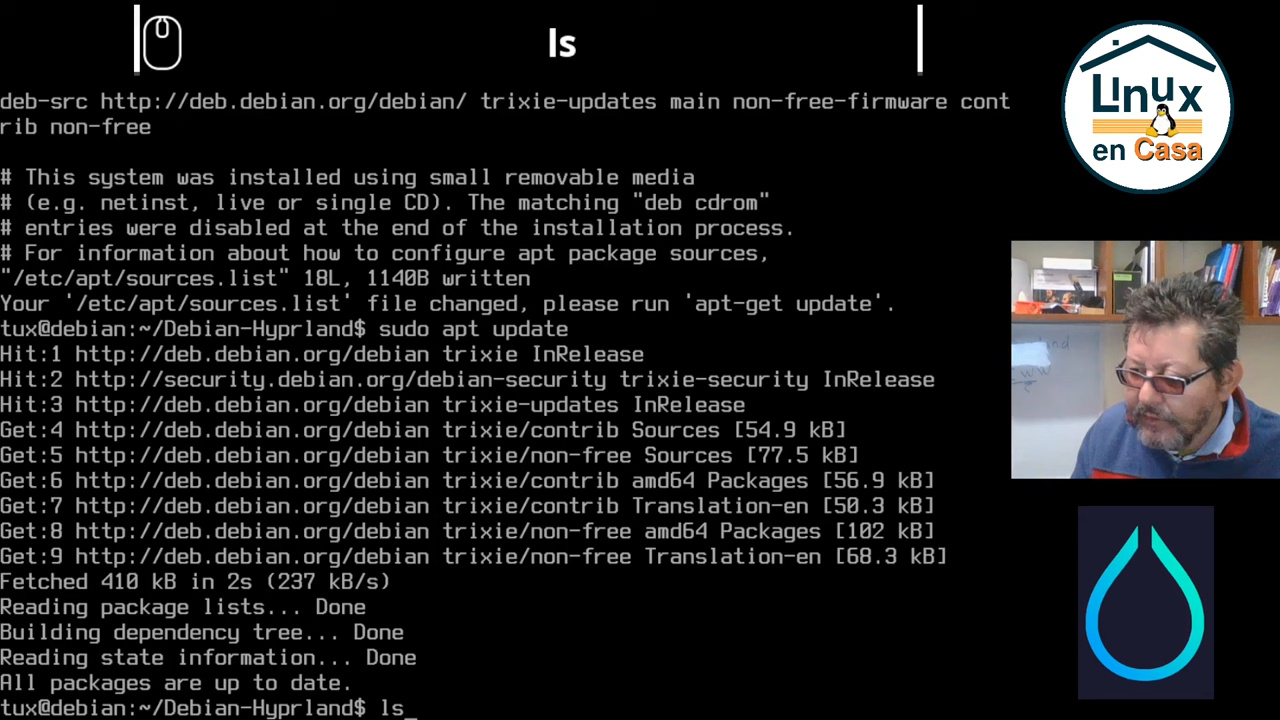 ls
deb-src http://deb.debian.org/debian/ trixie-updates main non-free-firmware cont
rib non-free
# This system was installed using small removable media
# (e.g. netinst, live or single CD). The matching "deb cdrom"
# entries were disabled at the end of the installation process.
# For information about how to configure apt package sources,
"/etc/apt/sources.list" 18L, 1140B written
Your '/etc/apt/sources.list' file changed, please run 'apt-get update'.
tux@debian:~/Debian-Hyprland$ sudo apt update
Hit:1 http://deb.debian.org/debian trixie InRelease
Hit:2 http://security.debian.org/debian-security trixie-security InRelease
Hit:3 http://deb.debian.org/debian trixie-updates InRelease
Get:4 http://deb.debian.org/debian trixie/contrib Sources [54.9 kB]
Get:5 http://deb.debian.org/debian trixie/non-free Sources [77.5 kB]
Get:6 http://deb.debian.org/debian trixie/contrib amd64 Packages [56.9 kB]
Get:7 http://deb.debian.org/debian trixie/contrib Translation-en [50.3 kB]
Get:8 http://deb.debian.org/debian trixie/non-free amd64 Packages [102 kB]
Get:9 http://deb.debian.org/debian trixie/non-free Translation-en [68.3 kB]
Fetched 410 kB in 2s (237 kB/s)
Reading package lists... Done
Building dependency tree... Done
Reading state information... Done
All packages are up to date.
tux@debian:~/Debian-Hyprland$ ls_
Linux
en Casa